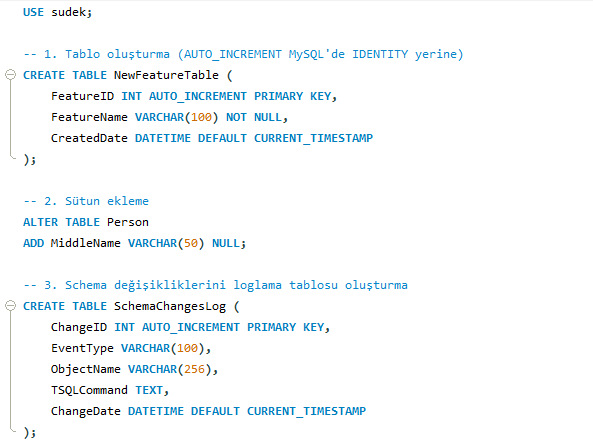 USE sudek;
-- 1. Tablo oluşturma (AUTO_INCREMENT MySQL'de IDENTITY yerine)
CREATE TABLE NewFeatureTable (
FeatureID INT AUTO_INCREMENT PRIMARY KEY,
FeatureName VARCHAR(100) NOT NULL,
CreatedDate DATETIME DEFAULT CURRENT_TIMESTAMP
);
-- 2. Sütun ekleme
ALTER TABLE Person
ADD MiddleName VARCHAR(50) NULL;
-- 3. Schema değişikliklerini loglama tablosu oluşturma
CREATE TABLE SchemaChangesLog (
ChangeID INT AUTO_INCREMENT PRIMARY KEY,
EventType VARCHAR(100),
ObjectName VARCHAR(256),
TSQLCommand TEXT,
ChangeDate DATETIME DEFAULT CURRENT_TIMESTAMP
);